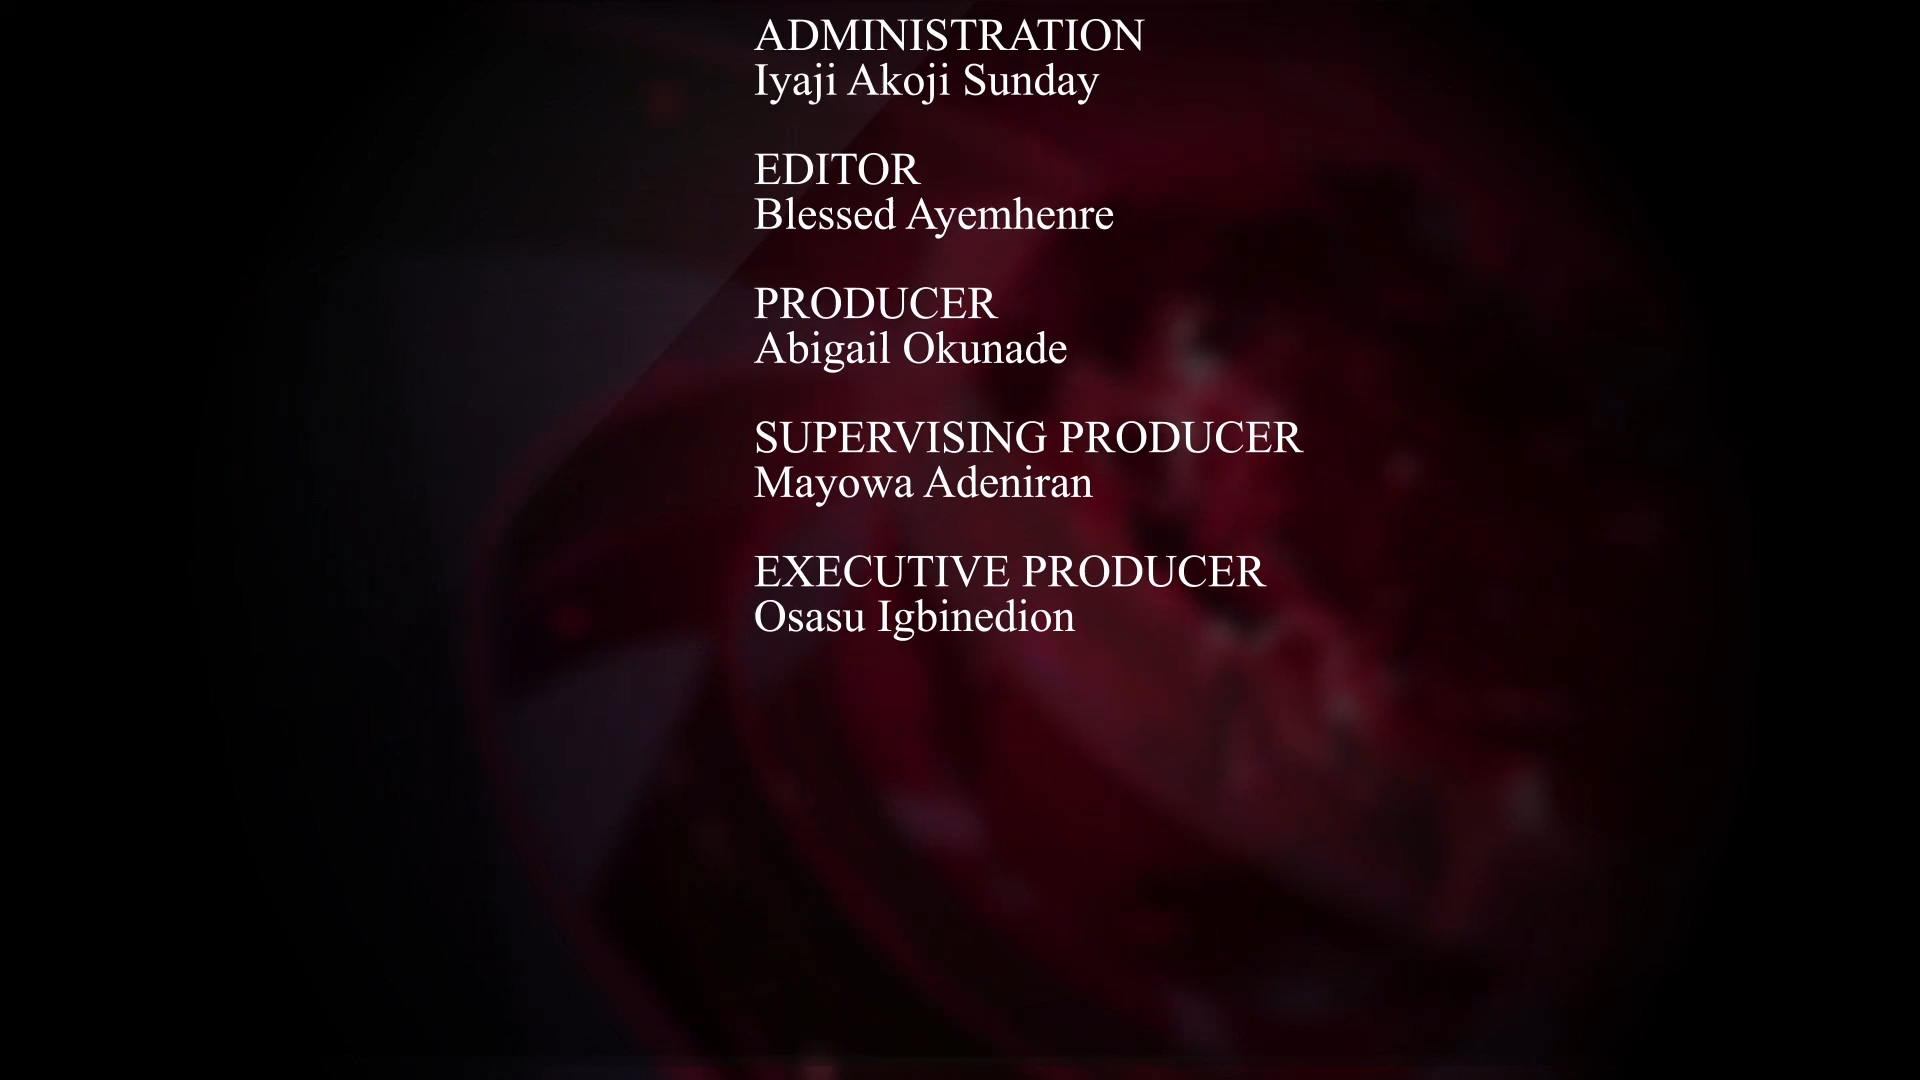 ADMINISTRATION
Iyaji Akoji Sunday
EDITOR
Blessed Ayemhenre
PRODUCER
Abigail Okunade
SUPERVISING PRODUCER
Mayowa Adeniran
EXECUTIVE PRODUCER
Osasu Igbinedion